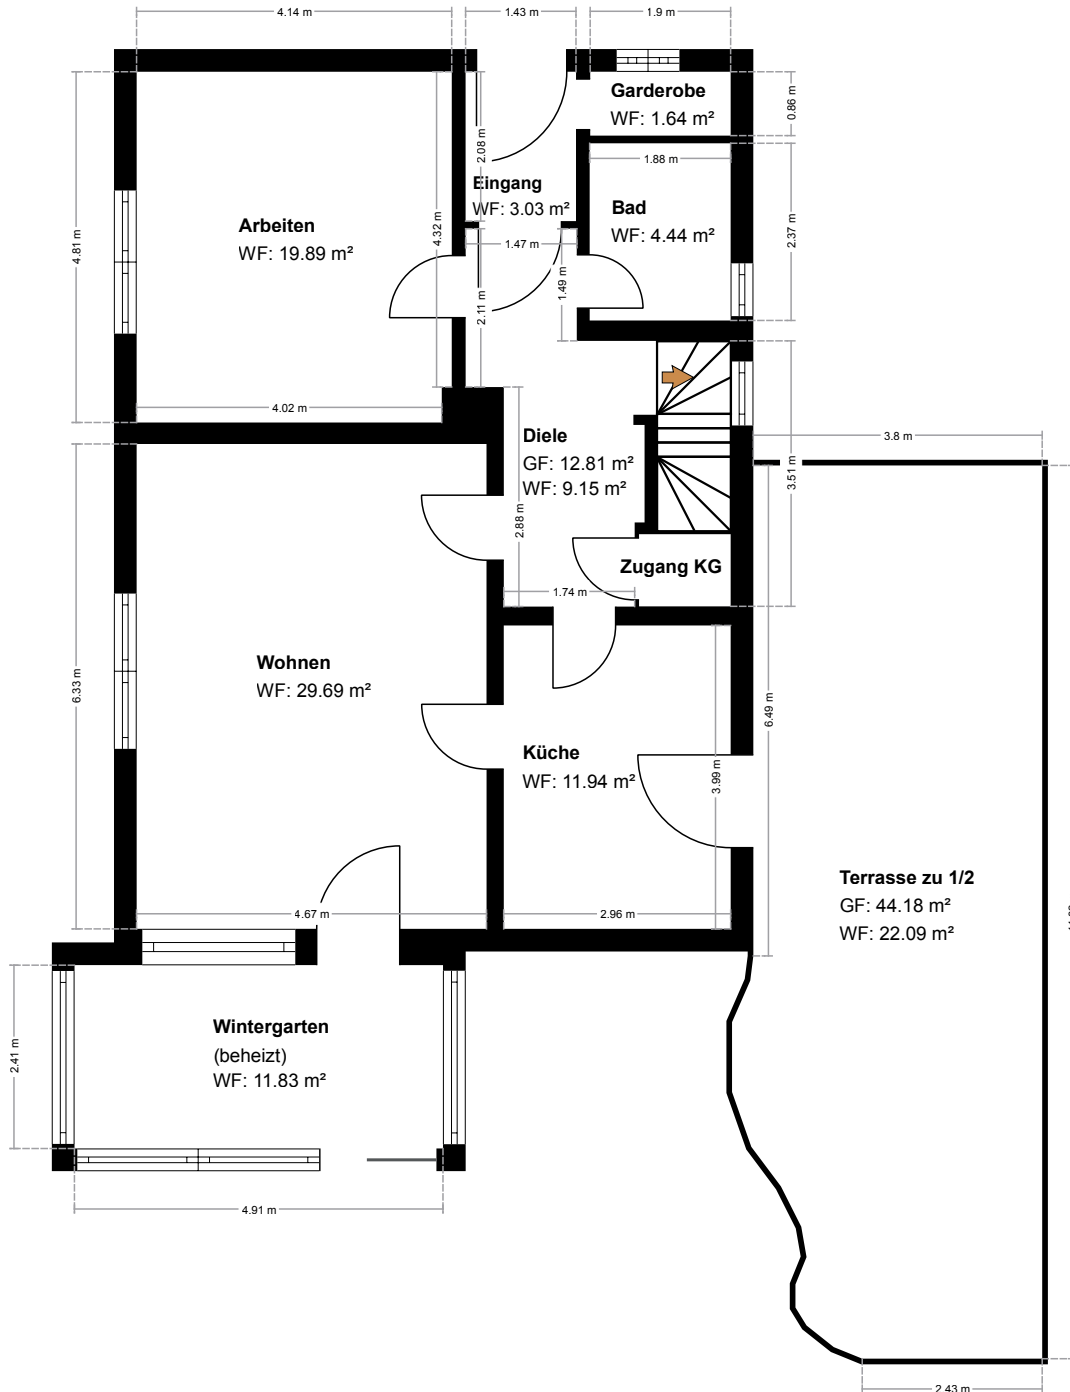 4.14 m
1.43 m
1.9 m
Garderobe
WF: 1.64 m²
0.86 m
4.81 m
2.08 m
1.88 m
Eingang
WF: 3.03 m²
Bad
WF: 4.44 m²
Arbeiten
WF: 19.89 m²
4.32 m
1.47 m
2.37 m
1.49 m
2.11 m
4.02 m
Diele
GF: 12.81 m²
WF: 9.15 m²
3.8 m
3.51 m
2.88 m
Zugang KG
1.74 m
Wohnen
WF: 29.69 m²
6.33 m
6.49 m
Küche
WF: 11.94 m²
3.99 m
Terrasse zu 1/2
GF: 44.18 m²
WF: 22.09 m²
4.67 m
2.96 m
Wintergarten
(beheizt)
WF: 11.83 m²
2.41 m
4.91 m
2.43 m